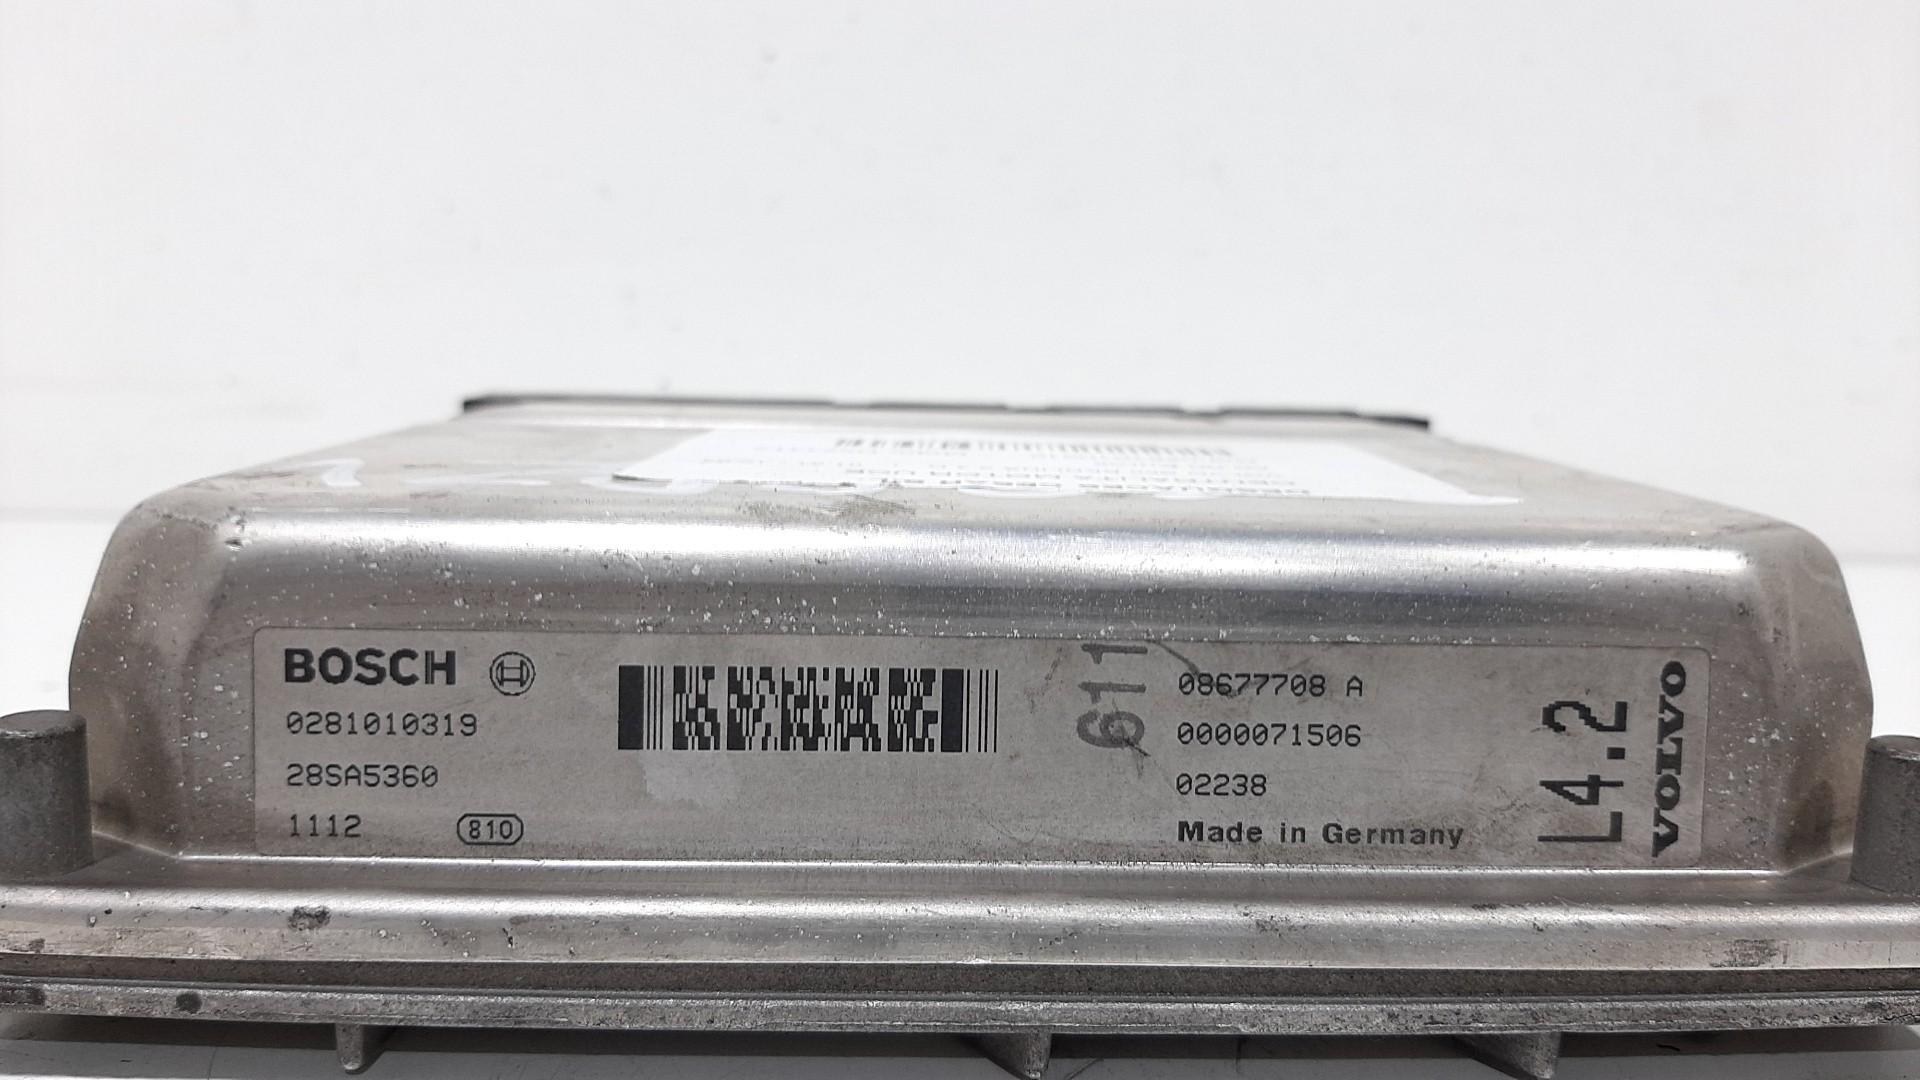 BOSCH
0281010319
28SA5360
1112 810
611
08677708 A
0000071506
02238
Made in Germany
L4.2
VOLVO